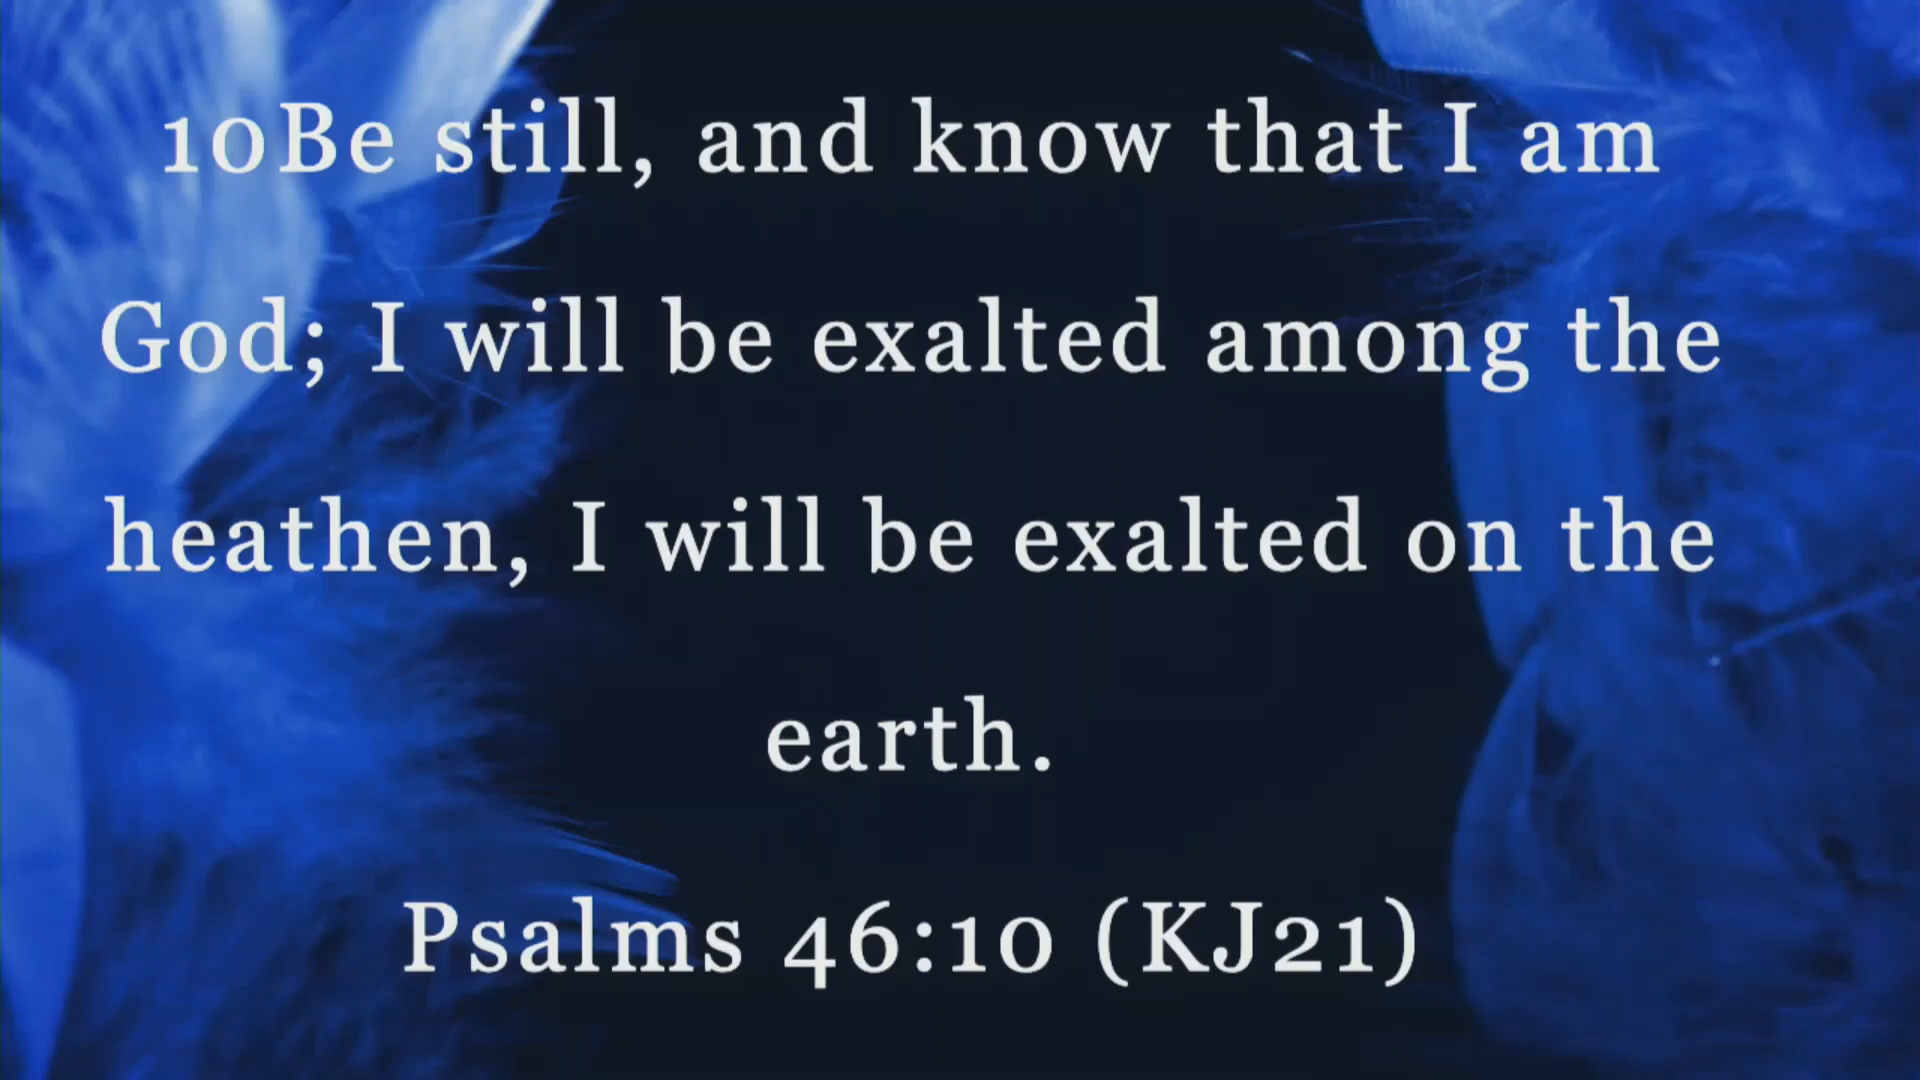 10Be still, and know that I am
God; I will be exalted among the
heathen, I will be exalted on the
earth.
Psalms 46:10 (KJ21)